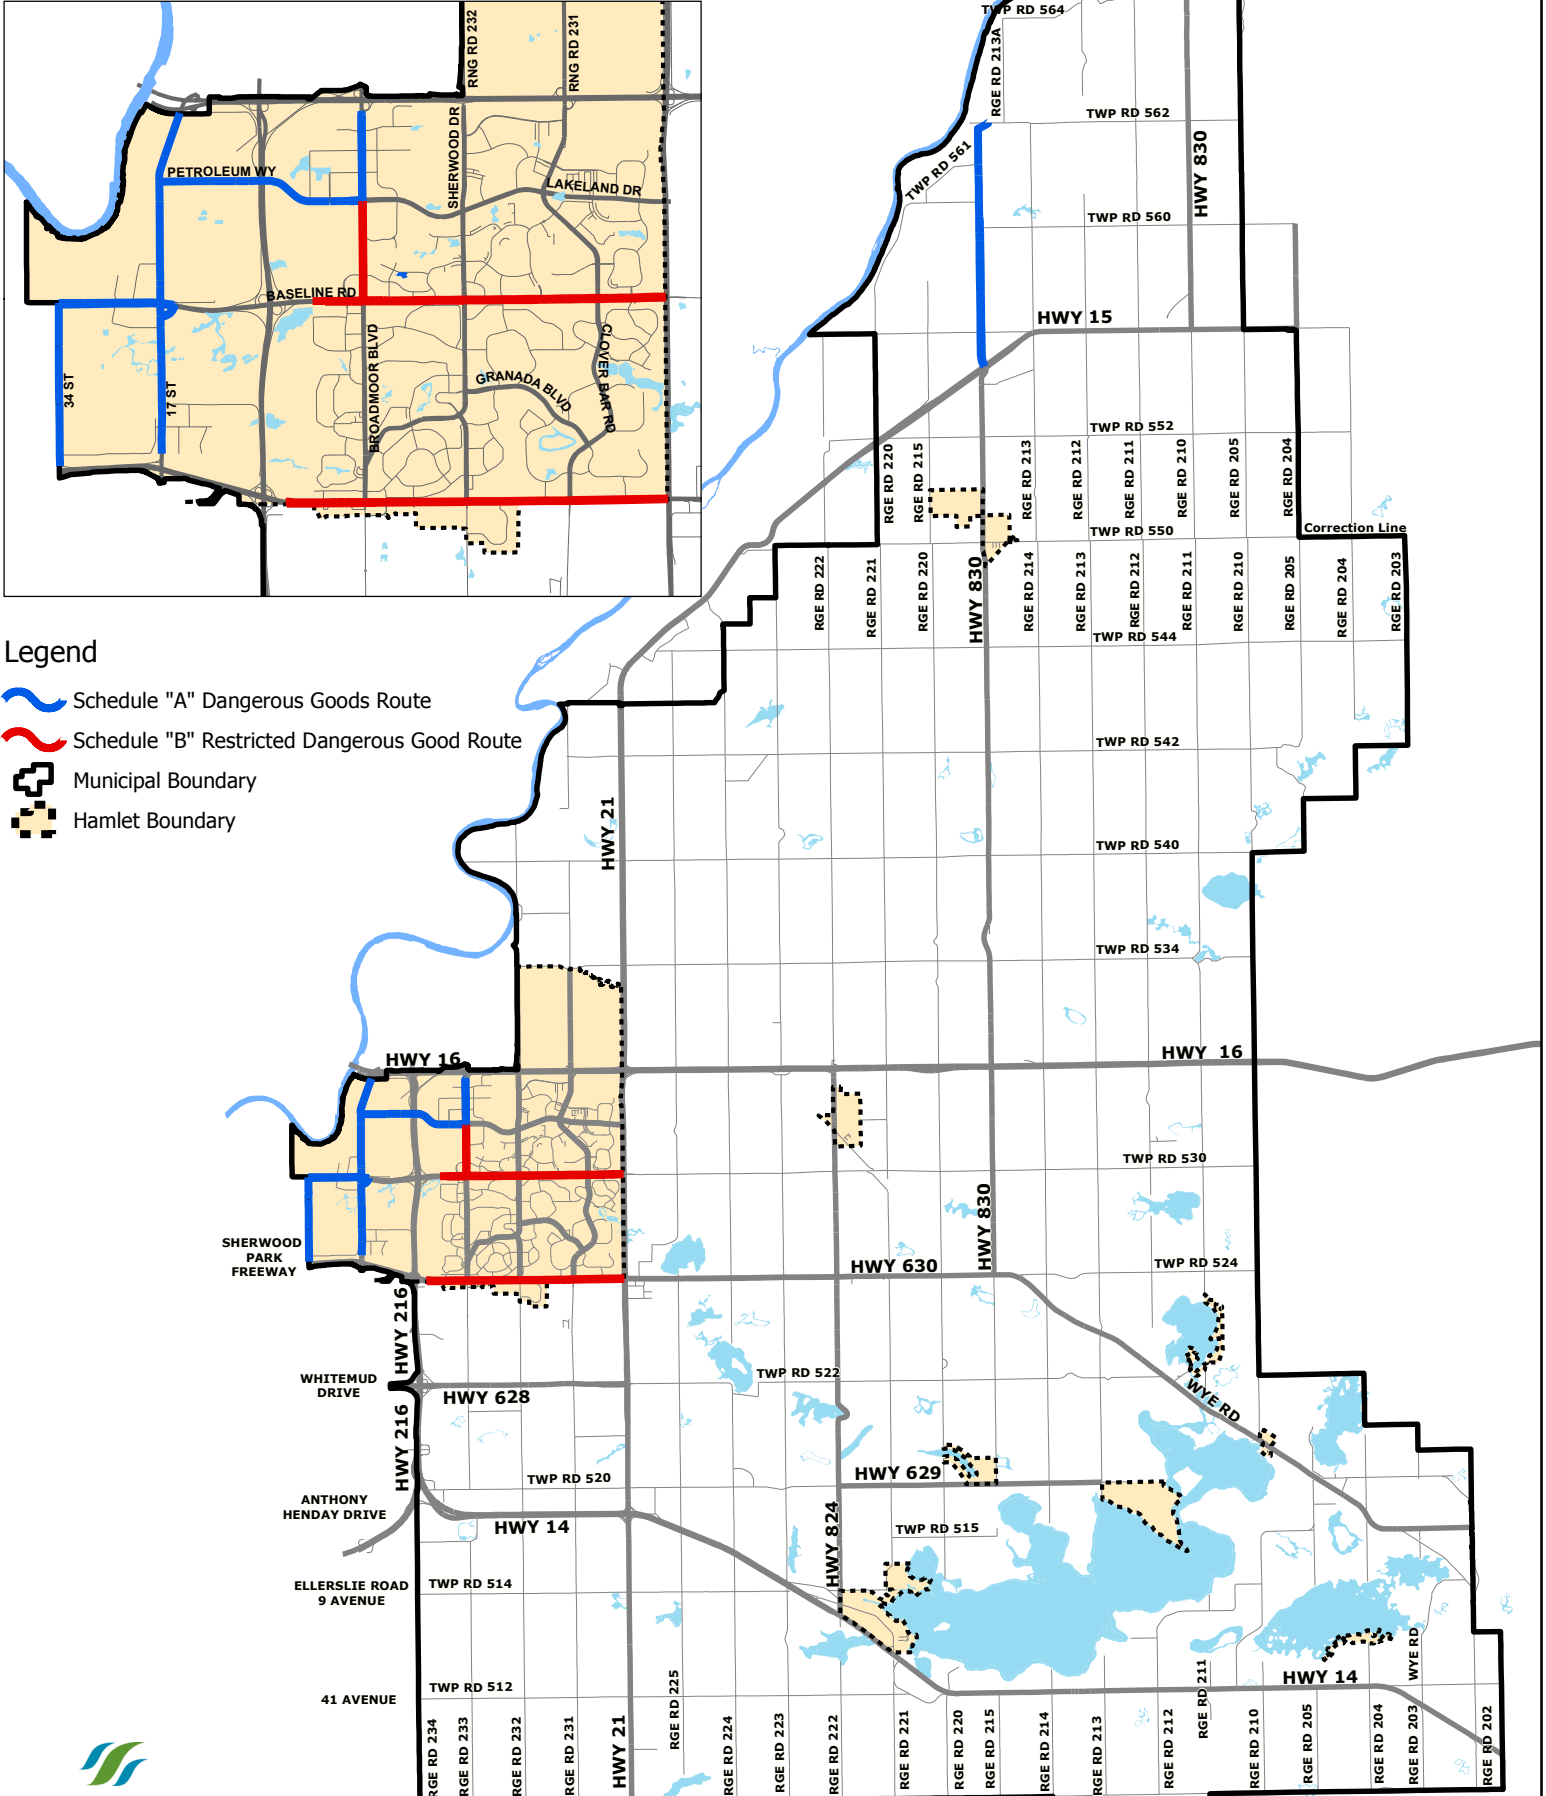 RNG RD 232
RNG RD 231
SHERWOOD DR
PETROLEUM WY
LAKELAND DR
BASELINE RD
BROADMOOR BLVD
CLOVER BAR RD
GRANADA BLVD
34 ST
17 ST
Legend
Schedule "A" Dangerous Goods Route
Schedule "B" Restricted Dangerous Good Route
Municipal Boundary
Hamlet Boundary
TWP RD 564
RGE RD 213A
TWP RD 562
HWY 830
TWP RD 561
TWP RD 560
HWY 15
TWP RD 552
RGE RD 220
RGE RD 215
RGE RD 213
RGE RD 212
RGE RD 211
RGE RD 210
RGE RD 205
RGE RD 204
Correction Line
TWP RD 550
RGE RD 222
RGE RD 221
RGE RD 220
HWY 830
RGE RD 214
RGE RD 213
RGE RD 212
RGE RD 211
RGE RD 210
RGE RD 205
RGE RD 204
RGE RD 203
TWP RD 544
TWP RD 542
HWY 21
TWP RD 540
TWP RD 534
HWY 16
HWY 16
TWP RD 530
HWY 830
SHERWOOD
PARK
FREEWAY
HWY 630
TWP RD 524
HWY 216
WHITEMUD
DRIVE
HWY 628
TWP RD 522
WYE RD
HWY 216
TWP RD 520
HWY 629
ANTHONY
HENDAY DRIVE
HWY 14
HWY 824
TWP RD 515
ELLERSLIE ROAD
9 AVENUE
TWP RD 514
WYE RD
HWY 14
41 AVENUE
TWP RD 512
RGE RD 234
RGE RD 233
RGE RD 232
RGE RD 231
HWY 21
RGE RD 225
RGE RD 224
RGE RD 223
RGE RD 222
RGE RD 221
RGE RD 220
RGE RD 215
RGE RD 214
RGE RD 213
RGE RD 212
RGE RD 211
RGE RD 210
RGE RD 205
RGE RD 204
RGE RD 203
RGE RD 202